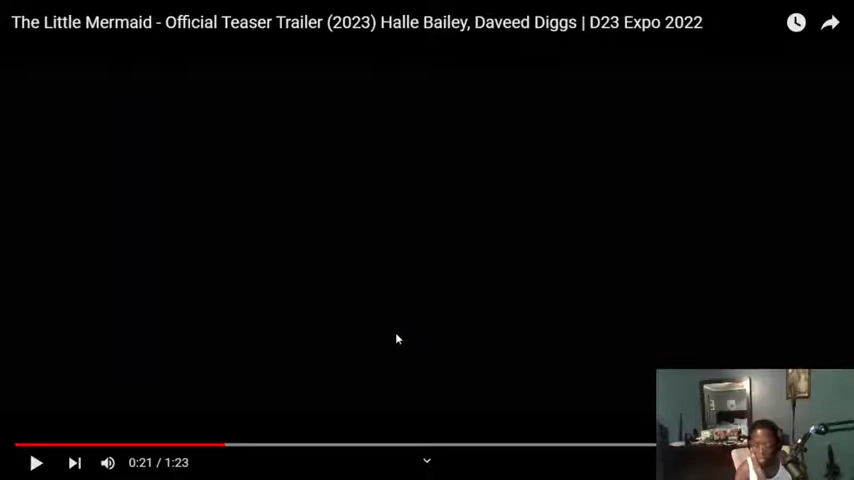 The Little Mermaid - Official Teaser Trailer (2023) Halle Bailey, Daveed Diggs | D23 Expo 2022
0:21 / 1:23